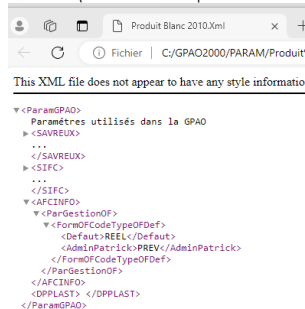 Produit Blanc 2010.Xml
Fichier | C:/GPAO2000/PARAM/Produit
This XML file does not appear to have any style informatio
▼<ParamGPAO>
Paramétres utilisés dans la GPAO
▶<SAVREUX>
...
</SAVREUX>
▶<SIFC>
...
</SIFC>
▼<AFCINFO>
▼<ParGestionOF>
▼<FormOFCodeTypeOFDef>
<Defaut>REEL</Defaut>
<AdminPatrick>PREV</AdminPatrick>
</FormOFCodeTypeOFDef>
</ParGestionOF>
</AFCINFO>
<DPPLAST> </DPPLAST>
</ParamGPAO>